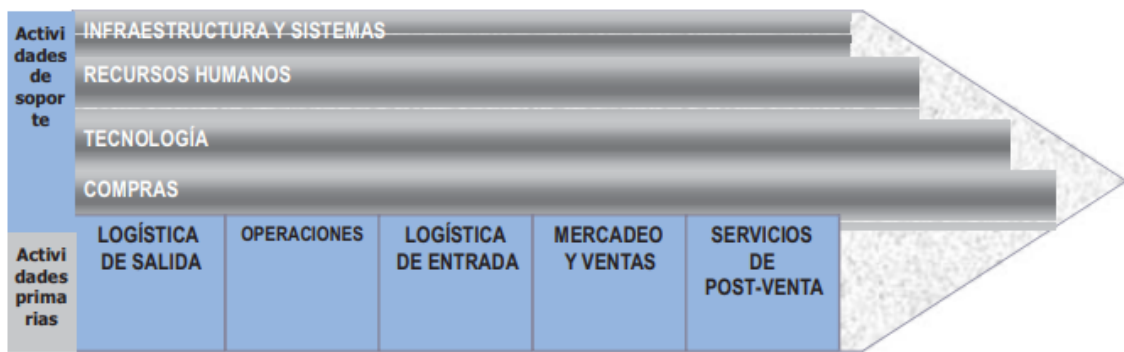 Activi
dades
de
sopor
te
INFRAESTRUCTURA Y SISTEMAS
RECURSOS HUMANOS
TECNOLOGÍA
COMPRAS
Activi
dades
prima
rias
LOGÍSTICA
DE SALIDA
OPERACIONES
LOGÍSTICA
DE ENTRADA
MERCADEO
Y VENTAS
SERVICIOS
DE
POST-VENTA